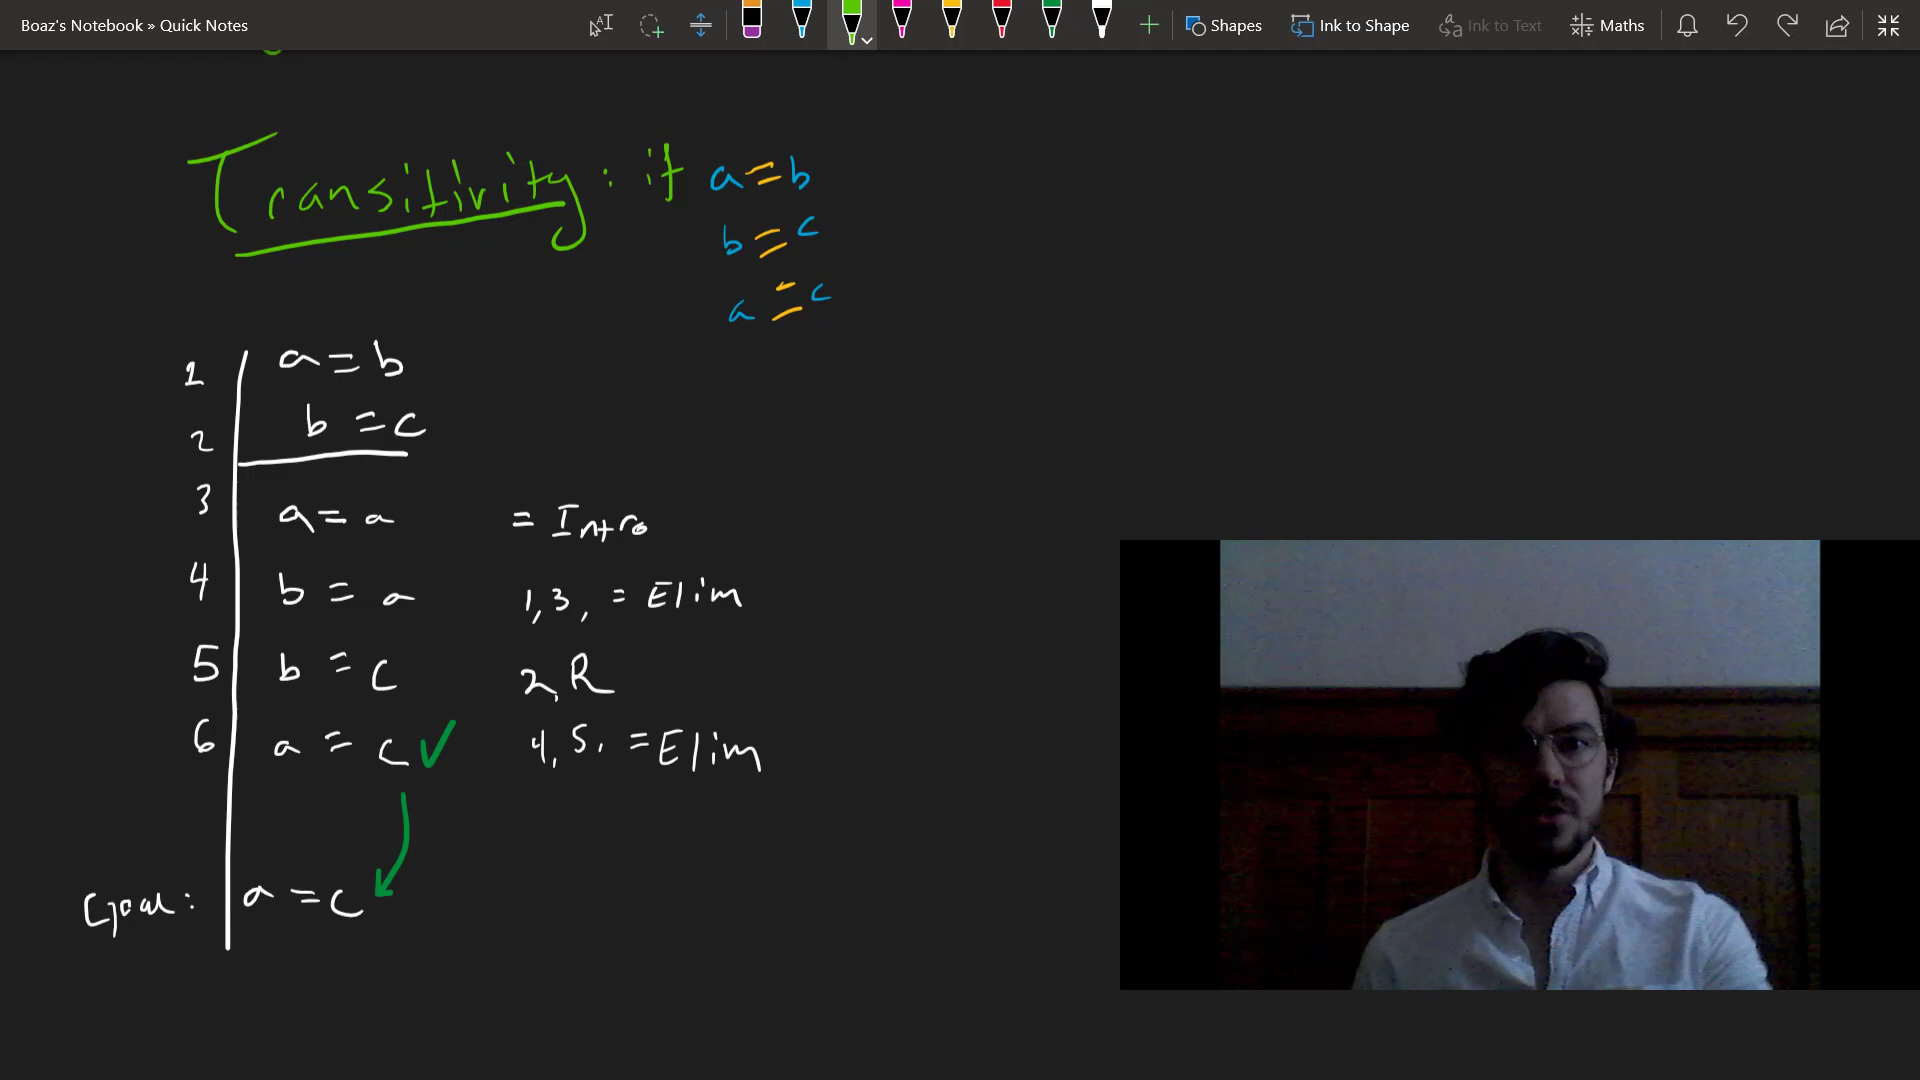 Boaz's Notebook » Quick Notes
Shapes Ink to Shape Ink to Text Maths
Transitivity: if a = b
b = c
a = c
1 a = b
2 b = c
3 a = a = Intro
4 b = a 1,3, = Elim
5 b = c 2, R
6 a = c ✓ 4, 5, = Elim
Goal: a = c